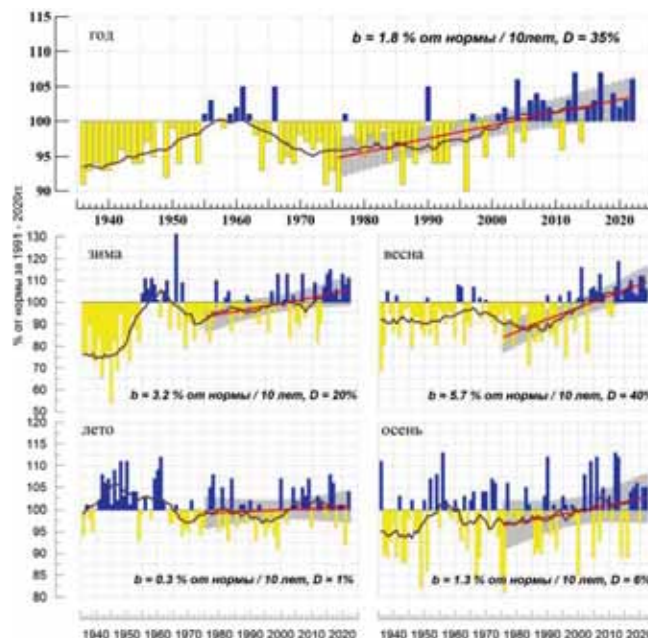 115
год
b = 1.8 % от нормы / 10лет, D = 35%
110
105
100
95
90
1940 1950 1960 1970 1980 1990 2000 2010 2020
% от нормы за 1991 - 2020гг.
130
зима
120
110
100
90
80
70
60
50
b = 3.2 % от нормы / 10 лет, D = 20%
весна
b = 5.7 % от нормы / 10 лет, D = 40%
120
лето
115
110
105
100
95
90
85
80
b = 0.3 % от нормы / 10 лет, D = 1%
1940 1950 1960 1970 1980 1990 2000 2010 2020
осень
b = 1.3 % от нормы / 10 лет, D = 6%
1940 1950 1960 1970 1980 1990 2000 2010 2020